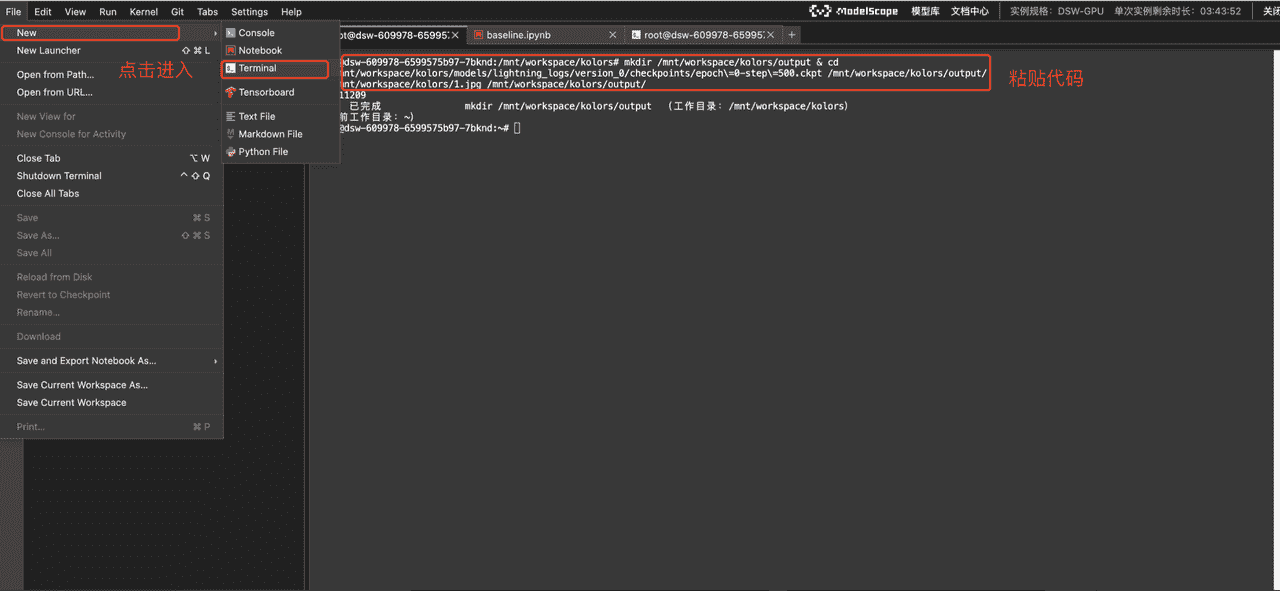 File Edit View Run Kernel Git Tabs Settings Help
ModelScope 模型库 文档中心 实例规格：DSW-GPU 单次实例剩余时长：03:43:52 关闭
New
New Launcher ⇧ ⌘ L
点击进入
Open from Path...
Open from URL...
New View for
New Console for Activity
Close Tab ⌥ W
Shutdown Terminal ^ ⇧ Q
Close All Tabs
Save ⌘ S
Save As... ⇧ ⌘ S
Save All
Reload from Disk
Revert to Checkpoint
Rename...
Download
Save and Export Notebook As...
Save Current Workspace As...
Save Current Workspace
Print... ⌘ P
Console
Notebook
Terminal
Tensorboard
Text File
Markdown File
Python File
ot@dsw-609978-65995
baseline.ipynb
root@dsw-609978-65995
@dsw-609978-6599575b97-7bknd:/mnt/workspace/kolors# mkdir /mnt/workspace/kolors/output & cd
nt/workspace/kolors/models/lightning_logs/version_0/checkpoints/epoch\=0-step\=500.ckpt /mnt/workspace/kolors/output/
nt/workspace/kolors/1.jpg /mnt/workspace/kolors/output/
11209
已完成 mkdir /mnt/workspace/kolors/output (工作目录：/mnt/workspace/kolors)
前工作目录：~)
@dsw-609978-6599575b97-7bknd:~#
粘贴代码